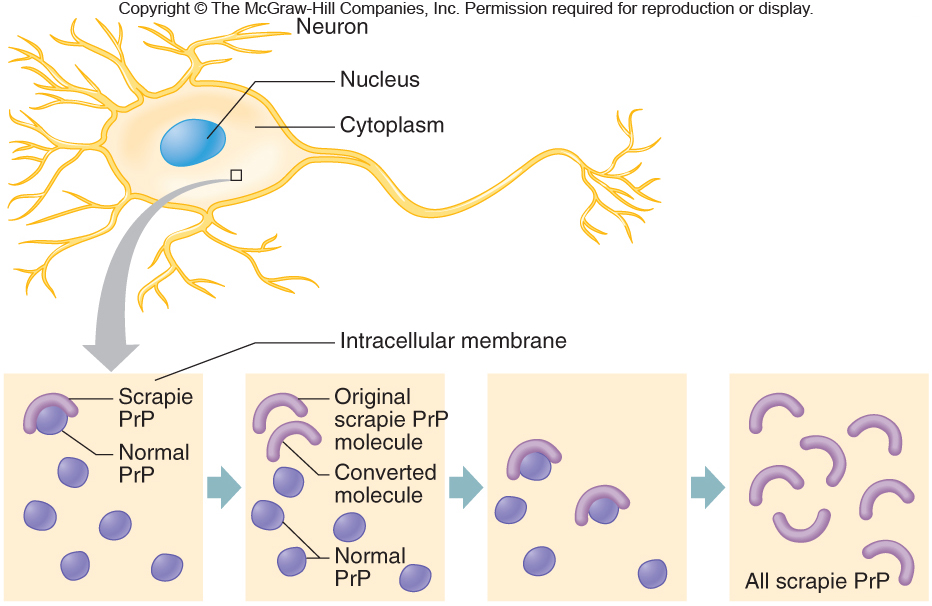 Copyright © The McGraw-Hill Companies, Inc. Permission required for reproduction or display.
Neuron
Nucleus
Cytoplasm
Intracellular membrane
Scrapie
PrP
Normal
PrP
Original
scrapie PrP
molecule
Converted
molecule
Normal
PrP
All scrapie PrP